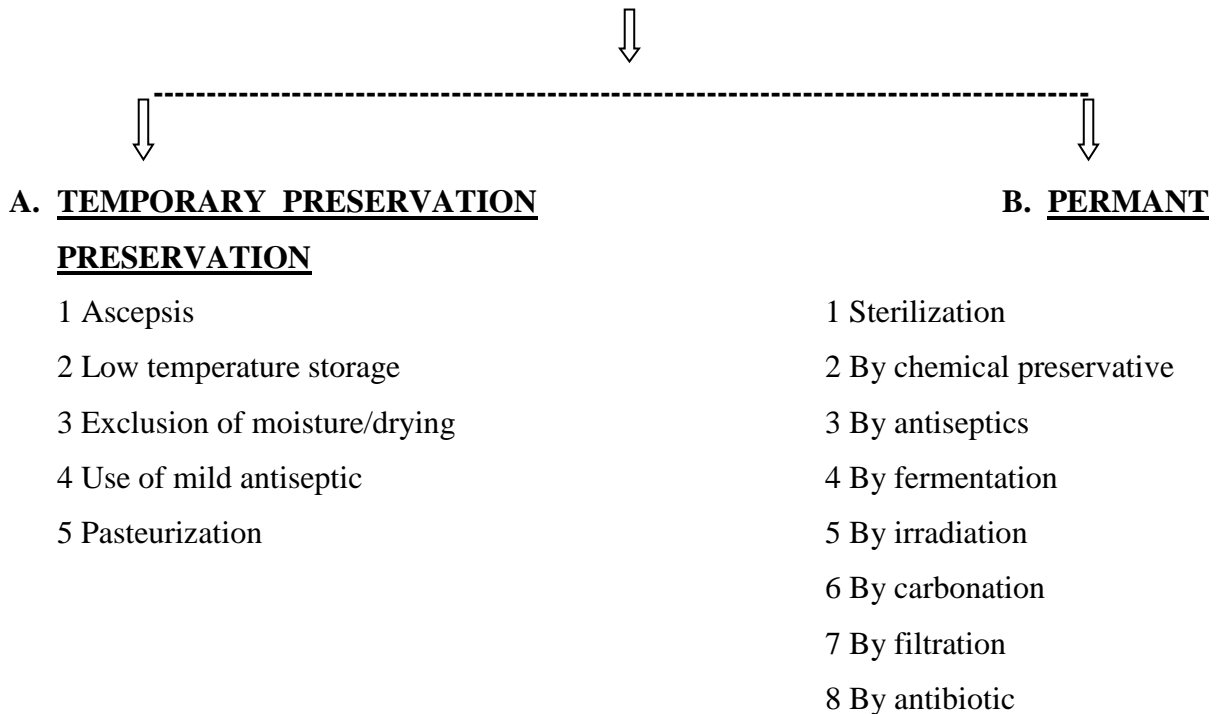 A. TEMPORARY PRESERVATION B. PERMANT
PRESERVATION
1 Ascepsis
2 Low temperature storage
3 Exclusion of moisture/drying
4 Use of mild antiseptic
5 Pasteurization
1 Sterilization
2 By chemical preservative
3 By antiseptics
4 By fermentation
5 By irradiation
6 By carbonation
7 By filtration
8 By antibiotic